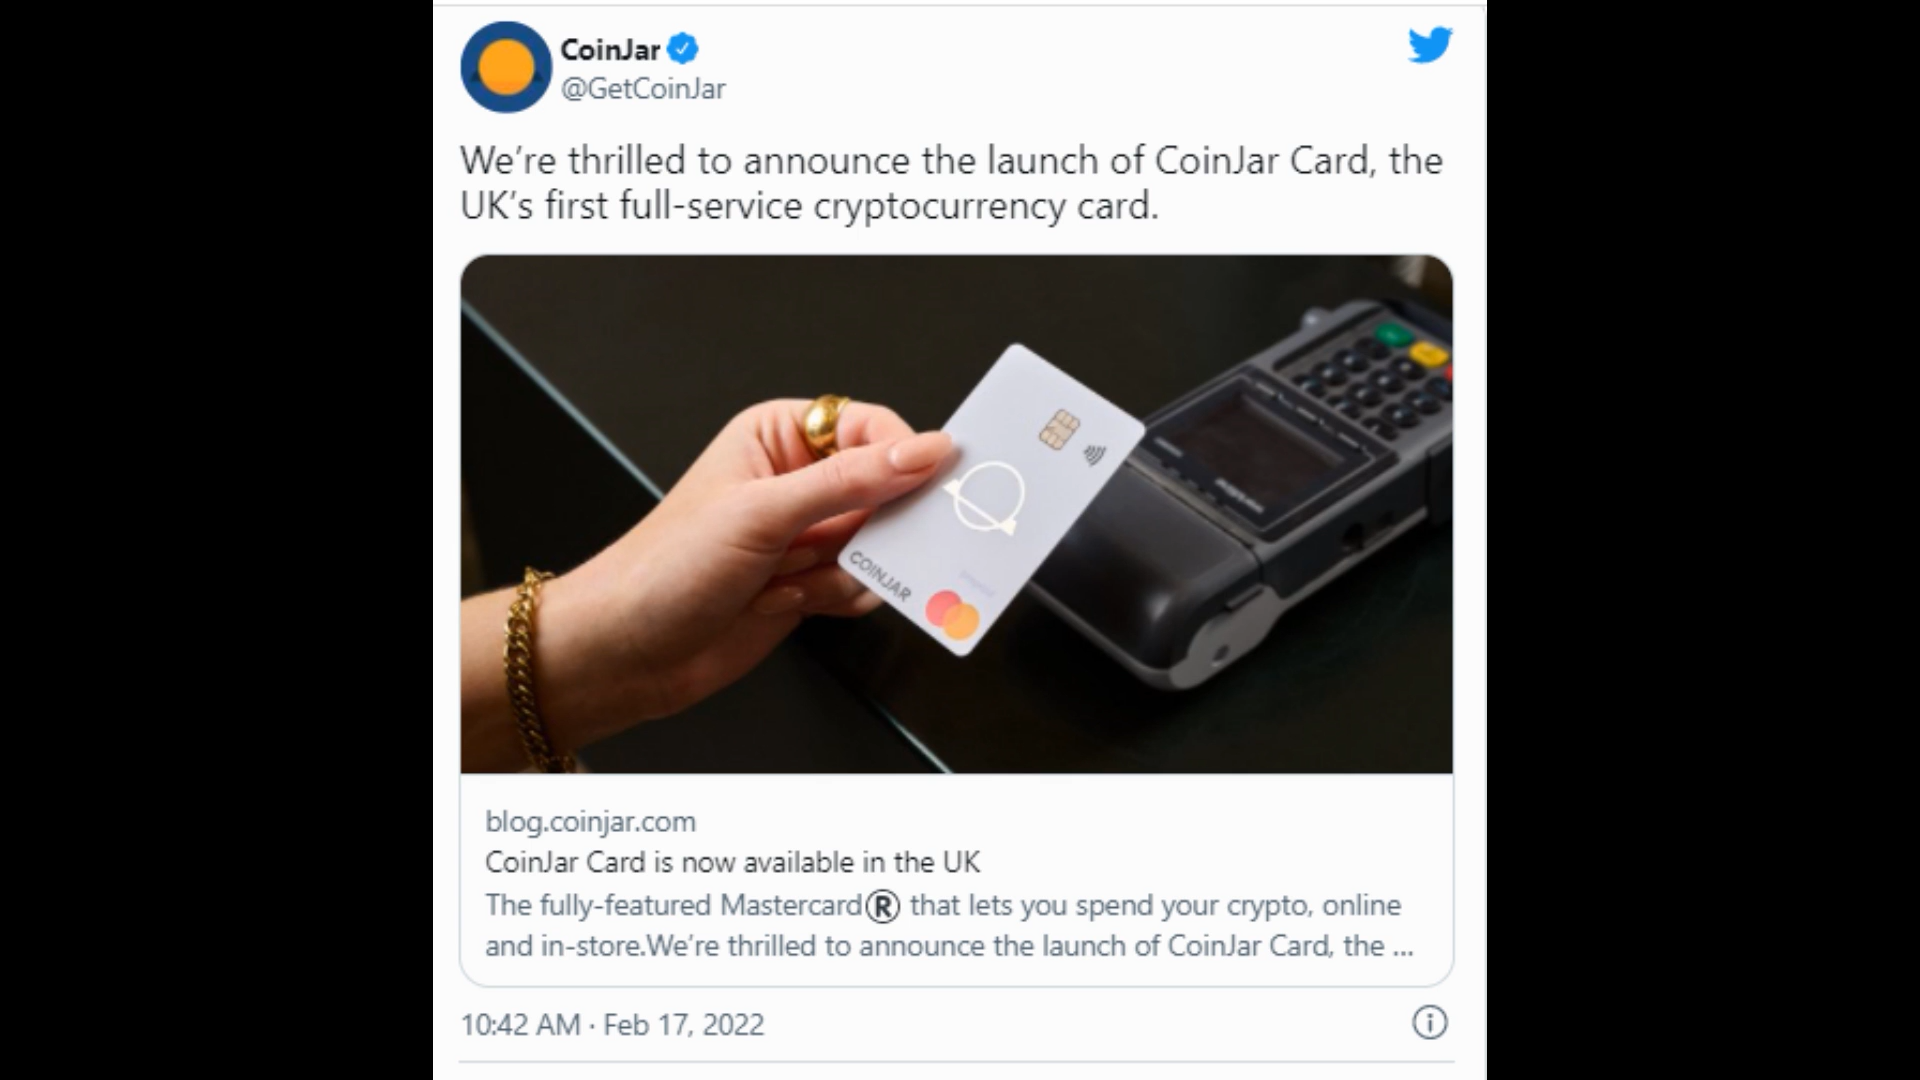 CoinJar
@GetCoinJar
We're thrilled to announce the launch of CoinJar Card, the
UK's first full-service cryptocurrency card.
COINJAR
blog.coinjar.com
CoinJar Card is now available in the UK
The fully-featured Mastercard® that lets you spend your crypto, online
and in-store.We're thrilled to announce the launch of CoinJar Card, the ...
10:42 AM · Feb 17, 2022